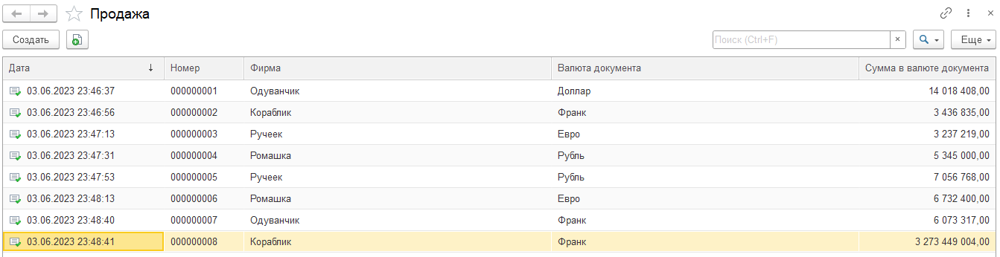 Продажа
Создать Поиск (Ctrl+F) × Еще
Дата ↓ Номер Фирма Валюта документа Сумма в валюте документа
03.06.2023 23:46:37 000000001 Одуванчик Доллар 14 018 408,00
03.06.2023 23:46:56 000000002 Кораблик Франк 3 436 835,00
03.06.2023 23:47:13 000000003 Ручеек Евро 3 237 219,00
03.06.2023 23:47:31 000000004 Ромашка Рубль 5 345 000,00
03.06.2023 23:47:53 000000005 Ручеек Рубль 7 056 768,00
03.06.2023 23:48:13 000000006 Ромашка Евро 6 732 400,00
03.06.2023 23:48:40 000000007 Одуванчик Франк 6 073 317,00
03.06.2023 23:48:41 000000008 Кораблик Франк 3 273 449 004,00